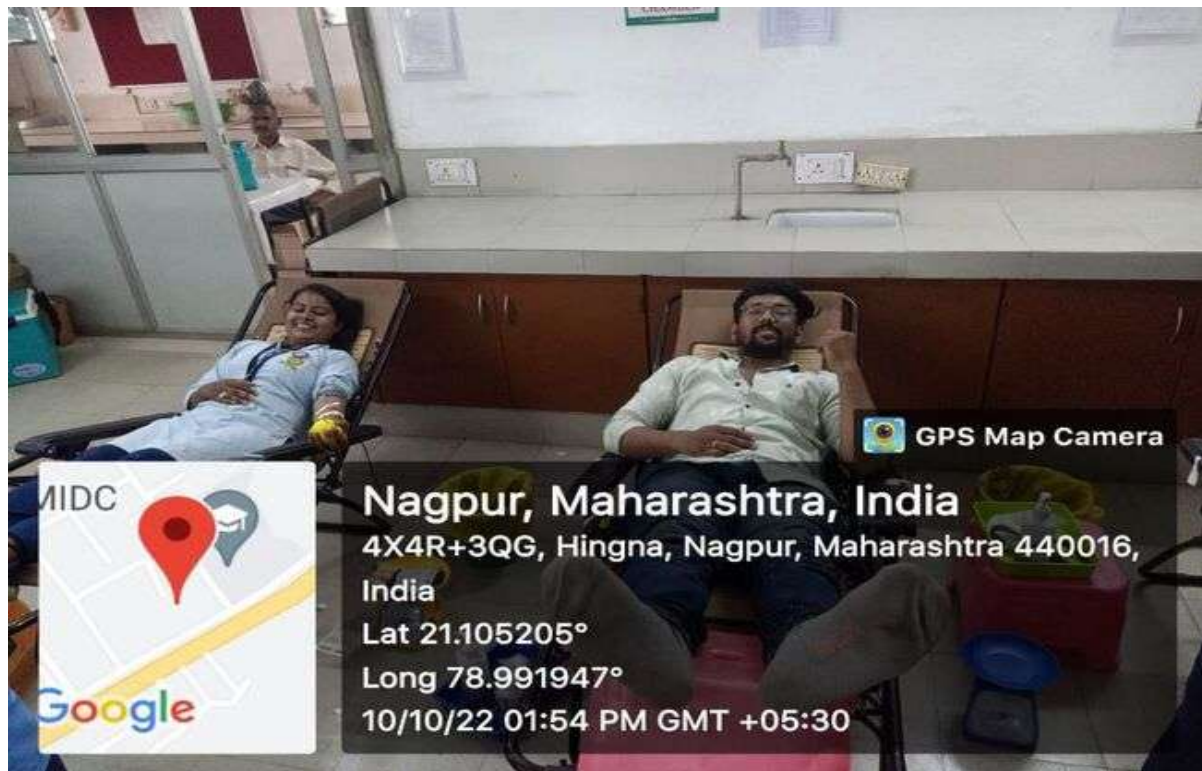 CHAMBER
GPS Map Camera
MIDC
Google
Nagpur, Maharashtra, India
4X4R+3QG, Hingna, Nagpur, Maharashtra 440016,
India
Lat 21.105205°
Long 78.991947°
10/10/22 01:54 PM GMT +05:30